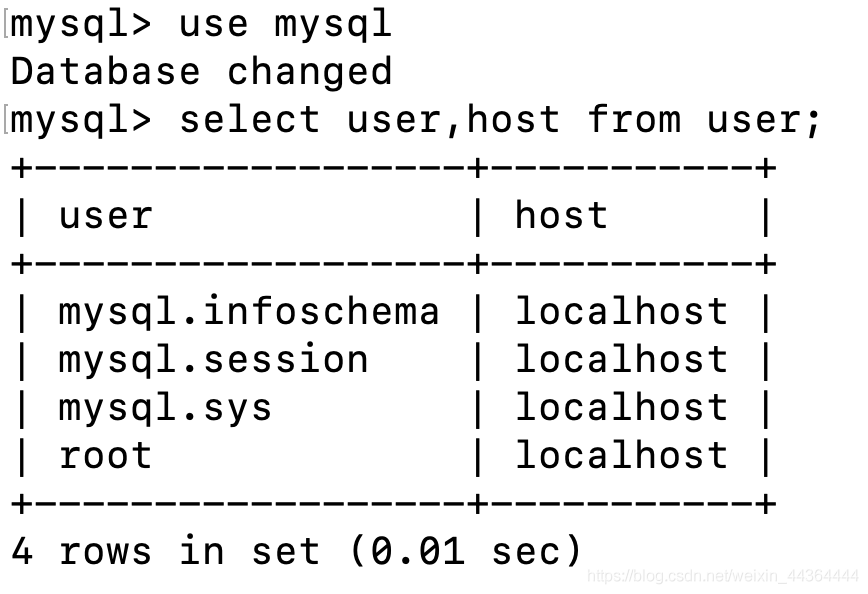 mysql> use mysql
Database changed
mysql> select user,host from user;
+------------------+-----------+
| user             | host      |
+------------------+-----------+
| mysql.infoschema | localhost |
| mysql.session    | localhost |
| mysql.sys        | localhost |
| root             | localhost |
+------------------+-----------+
4 rows in set (0.01 sec)
https://blog.csdn.net/weixin_44364444